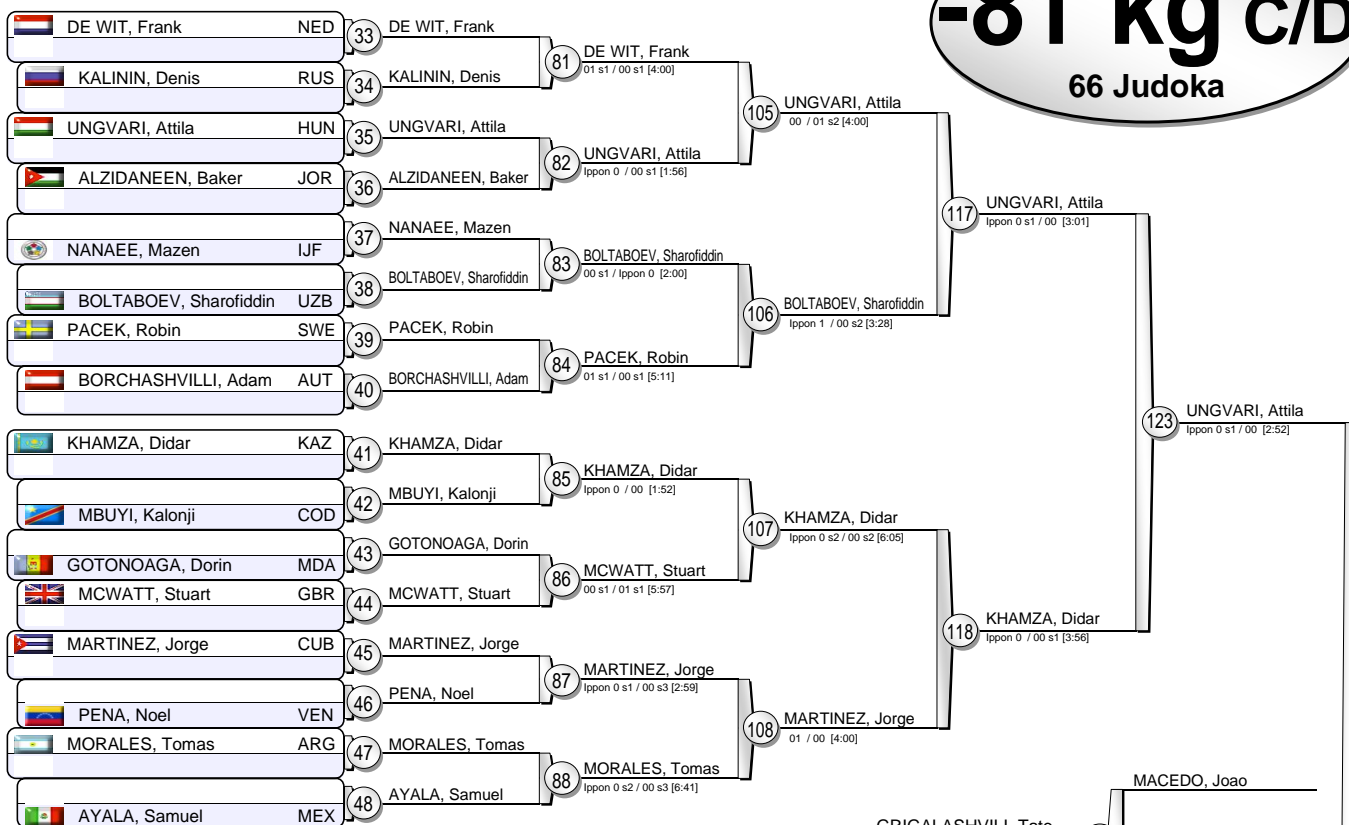 -81 kg C/D
66 Judoka
DE WIT, Frank NED
KALININ, Denis RUS
UNGVARI, Attila HUN
ALZIDANEEN, Baker JOR
NANAEE, Mazen IJF
BOLTABOEV, Sharofiddin UZB
PACEK, Robin SWE
BORCHASHVILLI, Adam AUT
KHAMZA, Didar KAZ
MBUYI, Kalonji COD
GOTONOAGA, Dorin MDA
MCWATT, Stuart GBR
MARTINEZ, Jorge CUB
PENA, Noel VEN
MORALES, Tomas ARG
AYALA, Samuel MEX
33 DE WIT, Frank
34 KALININ, Denis
35 UNGVARI, Attila
36 ALZIDANEEN, Baker
37 NANAEE, Mazen
38 BOLTABOEV, Sharofiddin
39 PACEK, Robin
40 BORCHASHVILLI, Adam
41 KHAMZA, Didar
42 MBUYI, Kalonji
43 GOTONOAGA, Dorin
44 MCWATT, Stuart
45 MARTINEZ, Jorge
46 PENA, Noel
47 MORALES, Tomas
48 AYALA, Samuel
81 DE WIT, Frank
01 s1 / 00 s1 [4:00]
82 UNGVARI, Attila
Ippon 0 / 00 s1 [1:56]
83 BOLTABOEV, Sharofiddin
00 s1 / Ippon 0 [2:00]
84 PACEK, Robin
01 s1 / 00 s1 [5:11]
85 KHAMZA, Didar
Ippon 0 / 00 [1:52]
86 MCWATT, Stuart
00 s1 / 01 s1 [5:57]
87 MARTINEZ, Jorge
Ippon 0 s1 / 00 s3 [2:59]
88 MORALES, Tomas
Ippon 0 s2 / 00 s3 [6:41]
105 UNGVARI, Attila
00 / 01 s2 [4:00]
106 BOLTABOEV, Sharofiddin
Ippon 1 / 00 s2 [3:28]
107 KHAMZA, Didar
Ippon 0 s2 / 00 s2 [6:05]
108 MARTINEZ, Jorge
01 / 00 [4:00]
117 UNGVARI, Attila
Ippon 0 s1 / 00 [3:01]
118 KHAMZA, Didar
Ippon 0 / 00 s1 [3:56]
123 UNGVARI, Attila
Ippon 0 s1 / 00 [2:52]
MACEDO, Joao